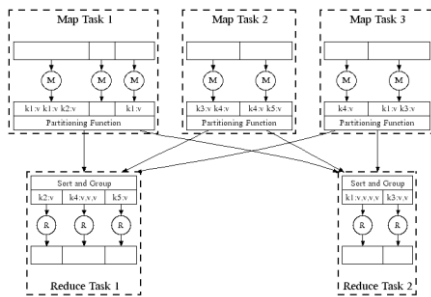 Map Task 1 Map Task 2 Map Task 3
M M M M M M M
k1:v k1:v k2:v k1:v k3:v k4:v k4:v k5:v k4:v k1:v k3:v
Partitioning Function Partitioning Function Partitioning Function
Sort and Group Sort and Group
k2:v k4:v,v,v k5:v k1:v,v,v,v k3:v,v
R R R R R
Reduce Task 1 Reduce Task 2